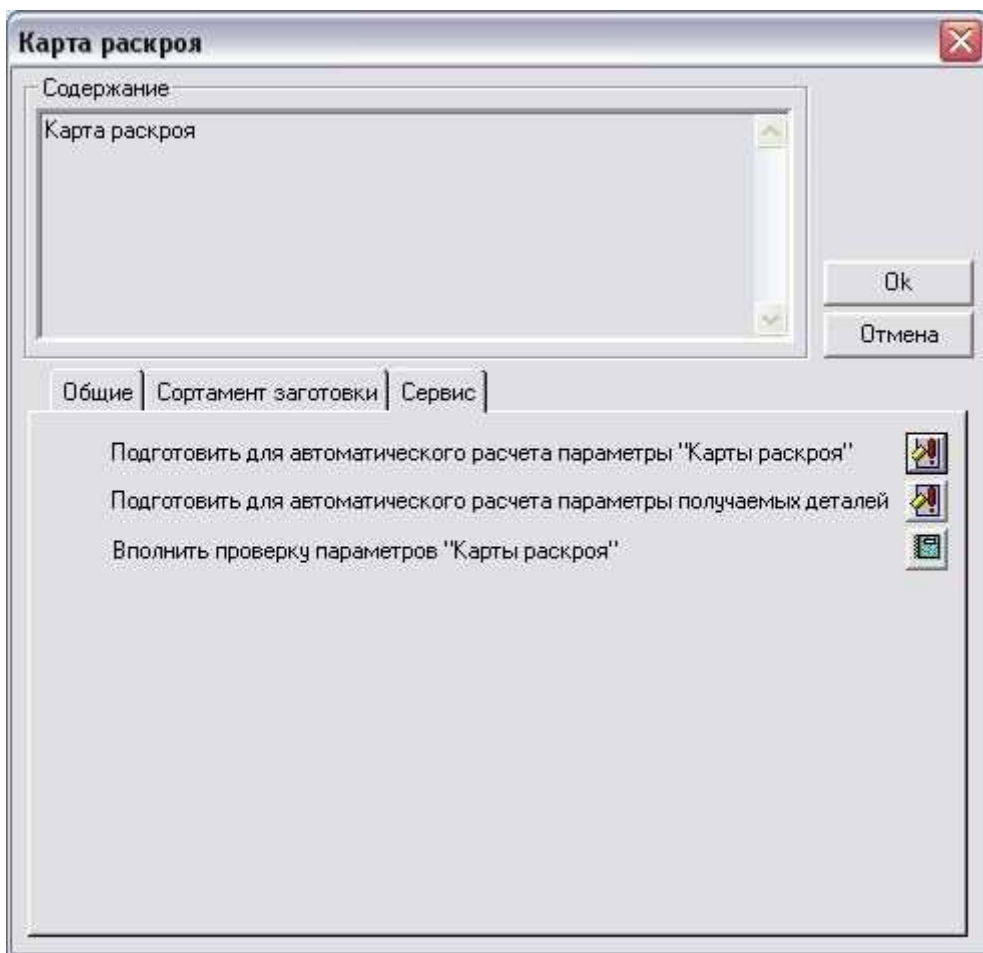 Карта раскроя
Содержание
Карта раскроя
Ok
Отмена
Общие
Сортамент заготовки
Сервис
Подготовить для автоматического расчета параметры "Карты раскроя"
Подготовить для автоматического расчета параметры получаемых деталей
Вполнить проверку параметров "Карты раскроя"